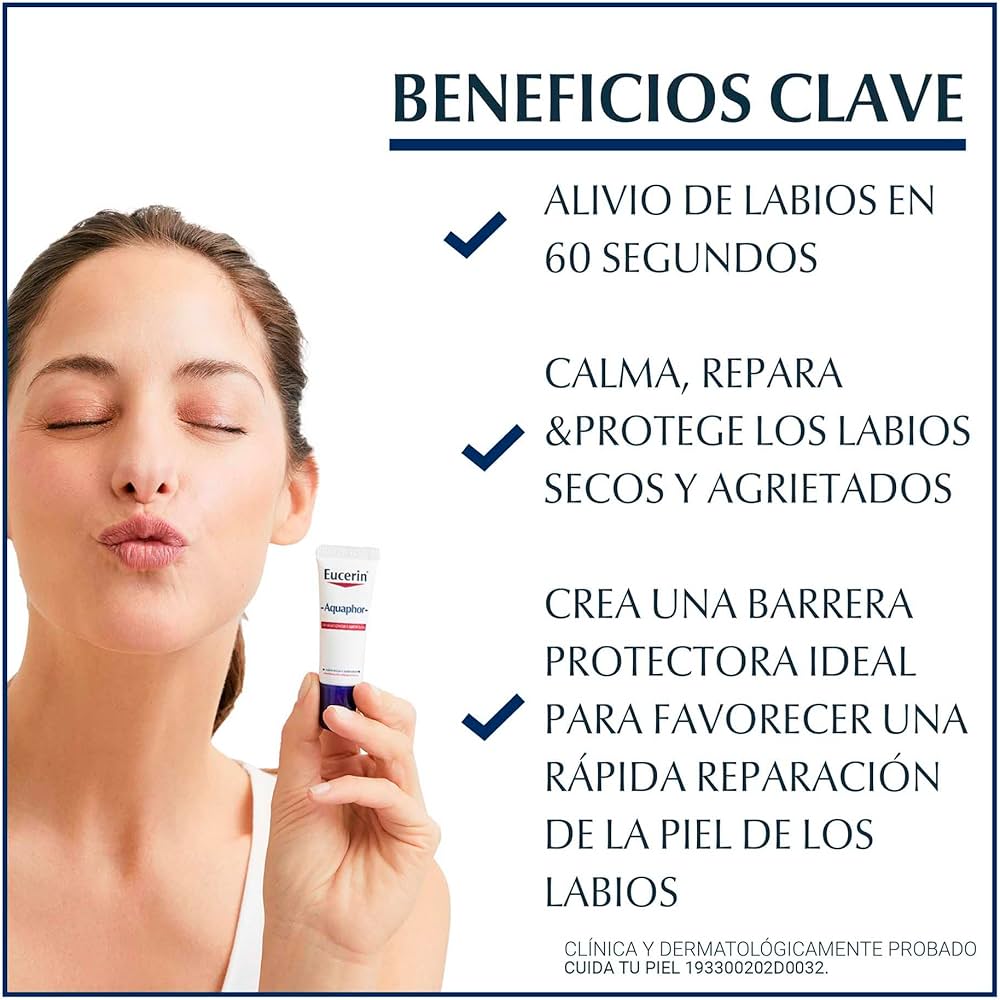 BENEFICIOS CLAVE
ALIVIO DE LABIOS EN
60 SEGUNDOS
CALMA, REPARA
&PROTEGE LOS LABIOS
SECOS Y AGRIETADOS
CREA UNA BARRERA
PROTECTORA IDEAL
PARA FAVORECER UNA
RÁPIDA REPARACIÓN
DE LA PIEL DE LOS
LABIOS
Eucerin
-Aquaphor-
CLÍNICA Y DERMATOLÓGICAMENTE PROBADO
CUIDA TU PIEL 193300202D0032.